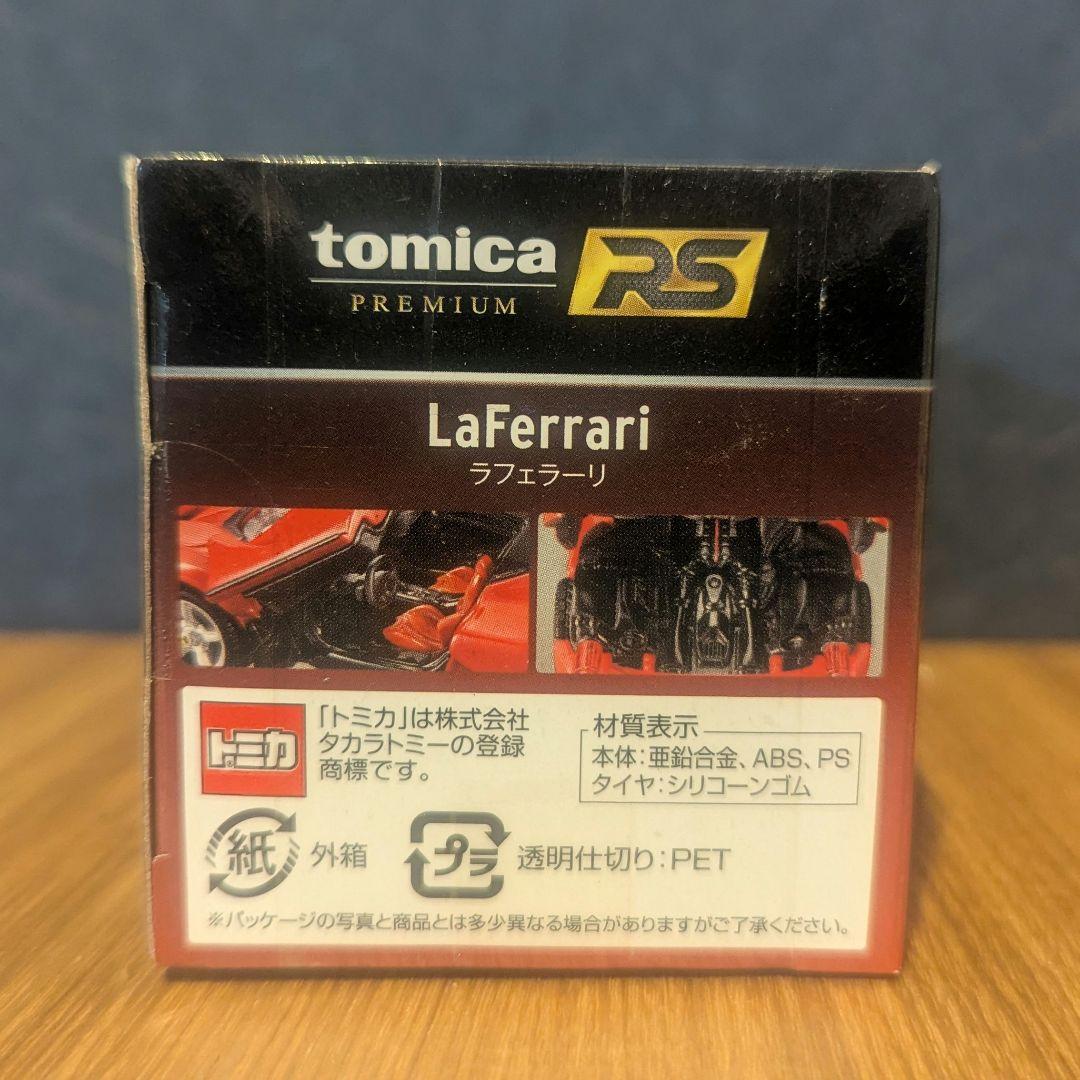 tomica
PREMIUM
RS
LaFerrari
ラフェラーリ
トミカ
「トミカ」は株式会社
タカラトミーの登録
商標です。
材質表示
本体:亜鉛合金、ABS、PS
タイヤ:シリコーンゴム
紙 外箱
プラ 透明仕切り:PET
※パッケージの写真と商品とは多少異なる場合がありますがご了承ください。